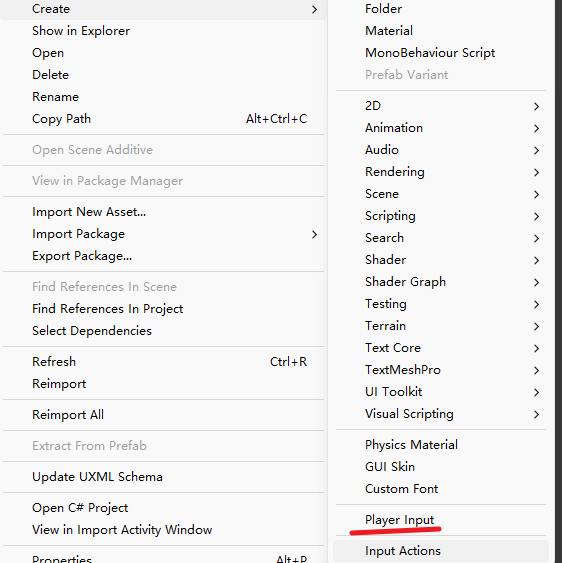 Create
Show in Explorer
Open
Delete
Rename
Copy Path Alt+Ctrl+C
Open Scene Additive
View in Package Manager
Import New Asset...
Import Package
Export Package...
Find References In Scene
Find References In Project
Select Dependencies
Refresh Ctrl+R
Reimport
Reimport All
Extract From Prefab
Update UXML Schema
Open C# Project
View in Import Activity Window
Properties Alt+P
Folder
Material
MonoBehaviour Script
Prefab Variant
2D
Animation
Audio
Rendering
Scene
Scripting
Search
Shader
Shader Graph
Testing
Terrain
Text Core
TextMeshPro
UI Toolkit
Visual Scripting
Physics Material
GUI Skin
Custom Font
Player Input
Input Actions